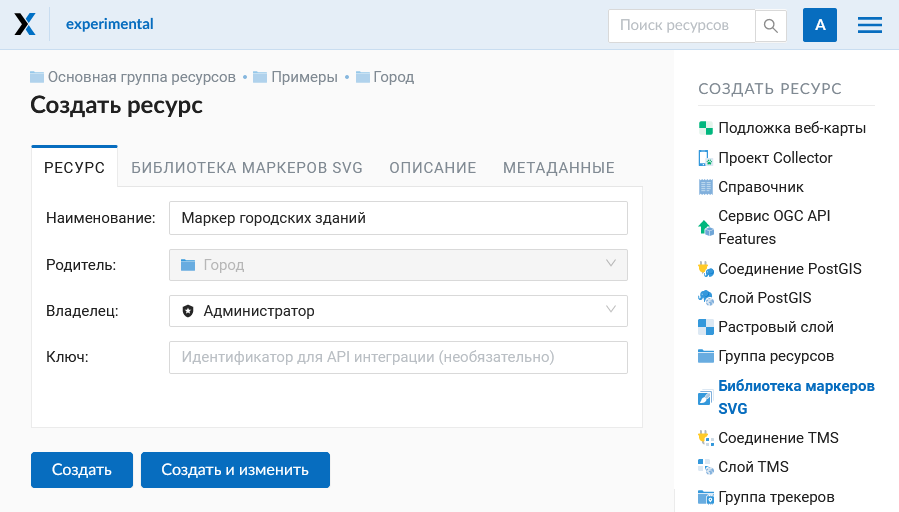 experimental
Поиск ресурсов
A
Основная группа ресурсов • Примеры • Город
Создать ресурс
РЕСУРС
БИБЛИОТЕКА МАРКЕРОВ SVG
ОПИСАНИЕ
МЕТАДАННЫЕ
Наименование: Маркер городских зданий
Родитель: Город
Владелец: Администратор
Ключ: Идентификатор для API интеграции (необязательно)
Создать
Создать и изменить
СОЗДАТЬ РЕСУРС
Подложка веб-карты
Проект Collector
Справочник
Сервис OGC API
Features
Соединение PostGIS
Слой PostGIS
Растровый слой
Группа ресурсов
Библиотека маркеров
SVG
Соединение TMS
Слой TMS
Группа трекеров